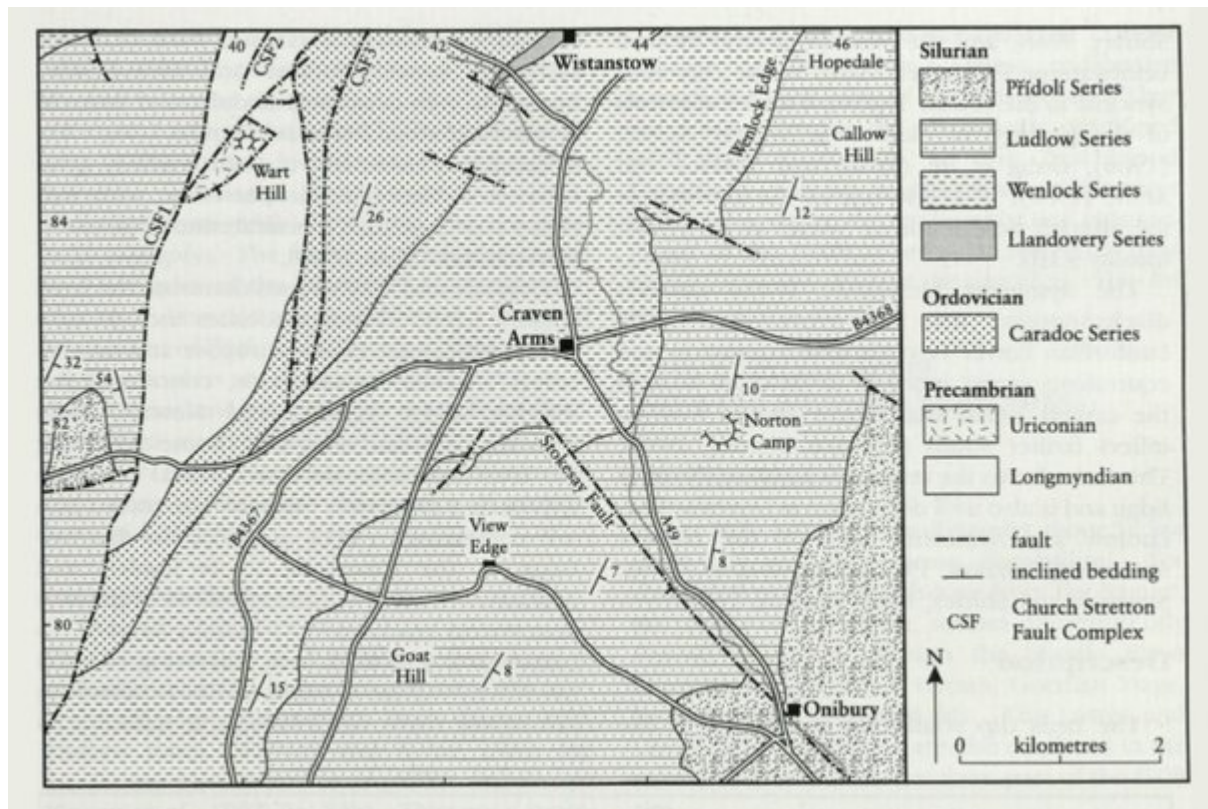 40
CSF2
CSF3
42
44
46
Wistanstow
Hopedale
Wenlock Edge
Callow
Hill
Wart
Hill
CSF1
84
26
12
Craven
Arms
B4368
32
54
82
10
Norton
Camp
Stokesay Fault
B4367
View
Edge
A49
7
8
80
Goat
Hill
8
15
Onibury
Silurian
Přídolí Series
Ludlow Series
Wenlock Series
Llandovery Series
Ordovician
Caradoc Series
Precambrian
Uriconian
Longmyndian
fault
inclined bedding
CSF
Church Stretton
Fault Complex
N
0 kilometres 2